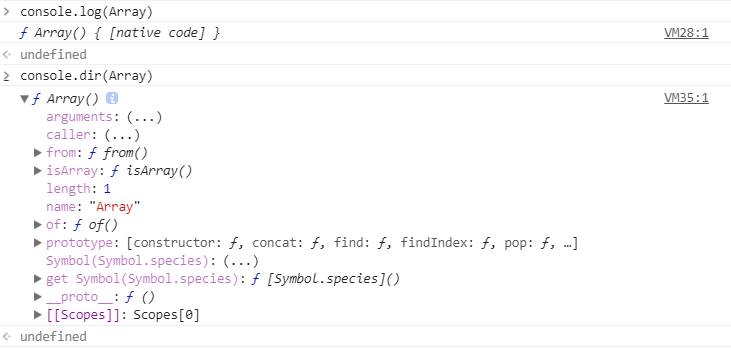 console.log(Array)
ƒ Array() { [native code] } VM28:1
undefined
console.dir(Array)
ƒ Array() i VM35:1
arguments: (...)
caller: (...)
from: ƒ from()
isArray: ƒ isArray()
length: 1
name: "Array"
of: ƒ of()
prototype: [constructor: ƒ, concat: ƒ, find: ƒ, findIndex: ƒ, pop: ƒ, …]
Symbol(Symbol.species): (...)
get Symbol(Symbol.species): ƒ [Symbol.species]()
__proto__: ƒ ()
[[Scopes]]: Scopes[0]
undefined